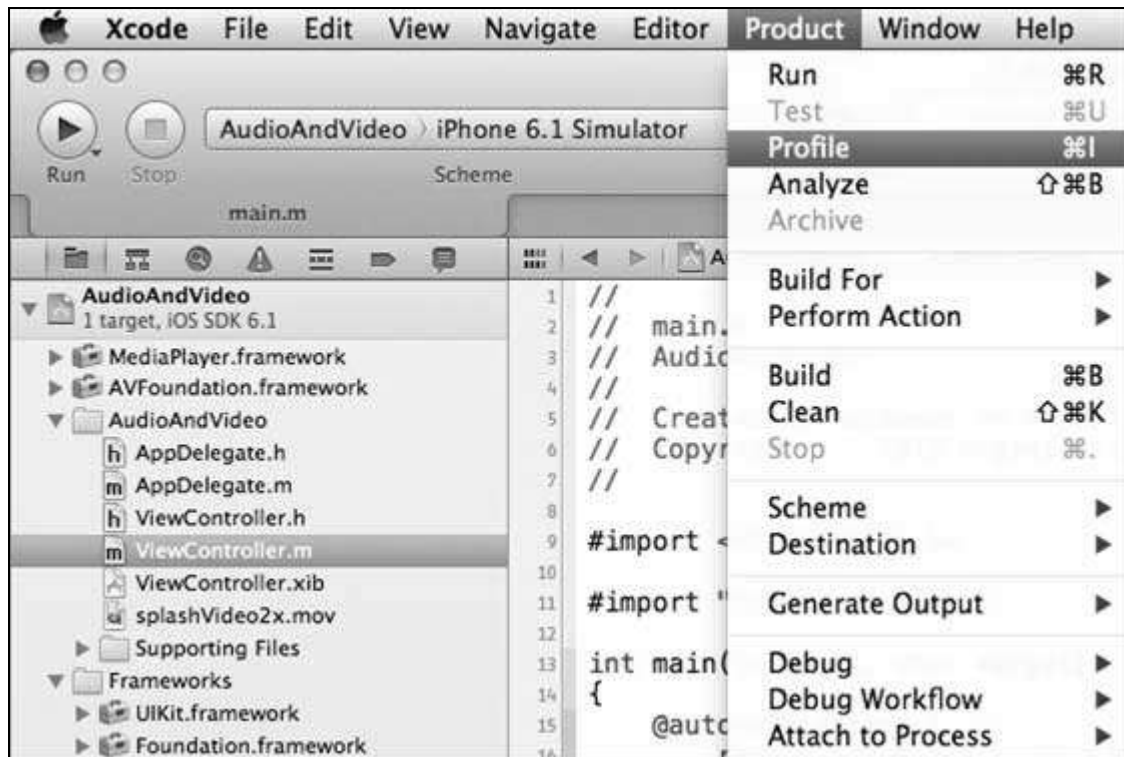 Xcode File Edit View Navigate Editor Product Window Help
AudioAndVideo › iPhone 6.1 Simulator
Run Stop Scheme
main.m
AudioAndVideo
1 target, iOS SDK 6.1
MediaPlayer.framework
AVFoundation.framework
AudioAndVideo
h AppDelegate.h
m AppDelegate.m
h ViewController.h
m ViewController.m
ViewController.xib
splashVideo2x.mov
Supporting Files
Frameworks
UIKit.framework
Foundation.framework
A
1 //
2 // main.
3 // Audio
4 //
5 // Creat
6 // Copyr
7 //
8
9 #import <
10
11 #import "
12
13 int main(
14 {
15 @auto
16
Run ⌘R
Test ⌘U
Profile ⌘I
Analyze ⇧⌘B
Archive
Build For ▶
Perform Action ▶
Build ⌘B
Clean ⇧⌘K
Stop ⌘.
Scheme ▶
Destination ▶
Generate Output ▶
Debug ▶
Debug Workflow ▶
Attach to Process ▶